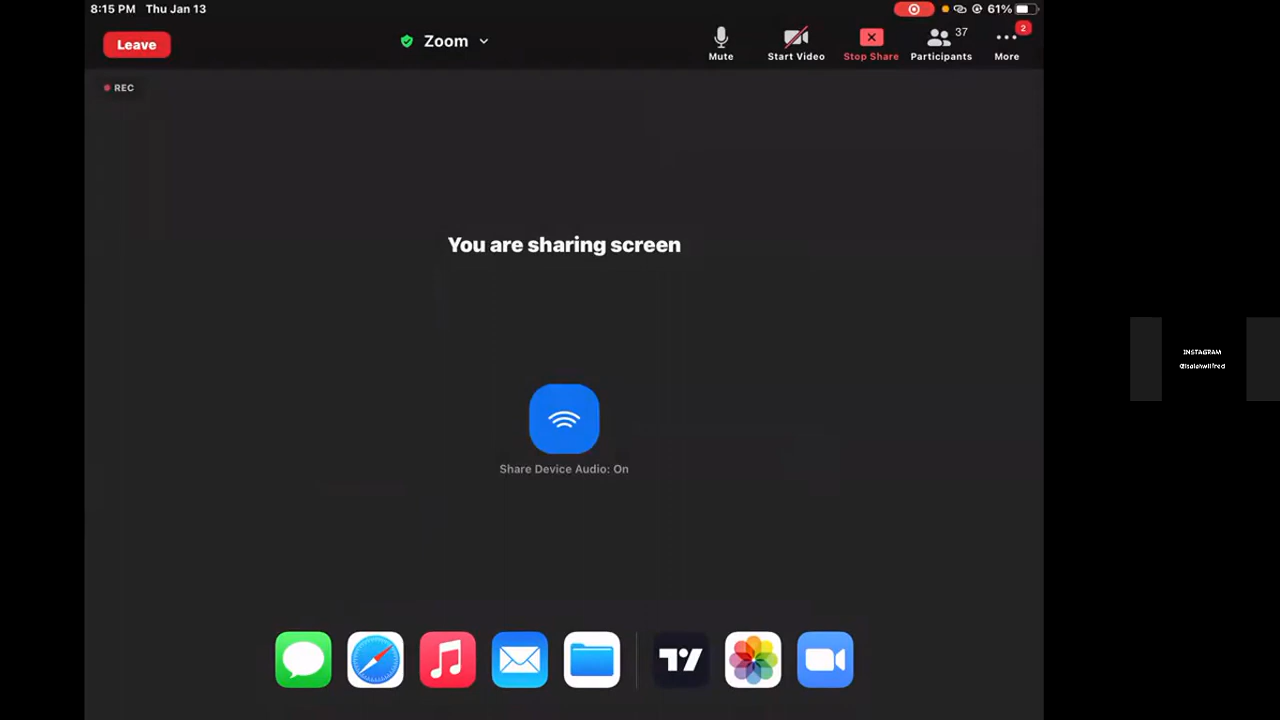 8:15 PM Thu Jan 13
61%
Leave
Zoom
Mute
Start Video
Stop Share
37
Participants
2
More
REC
You are sharing screen
INSTAGRAM
@isaiahwilfred
Share Device Audio: On